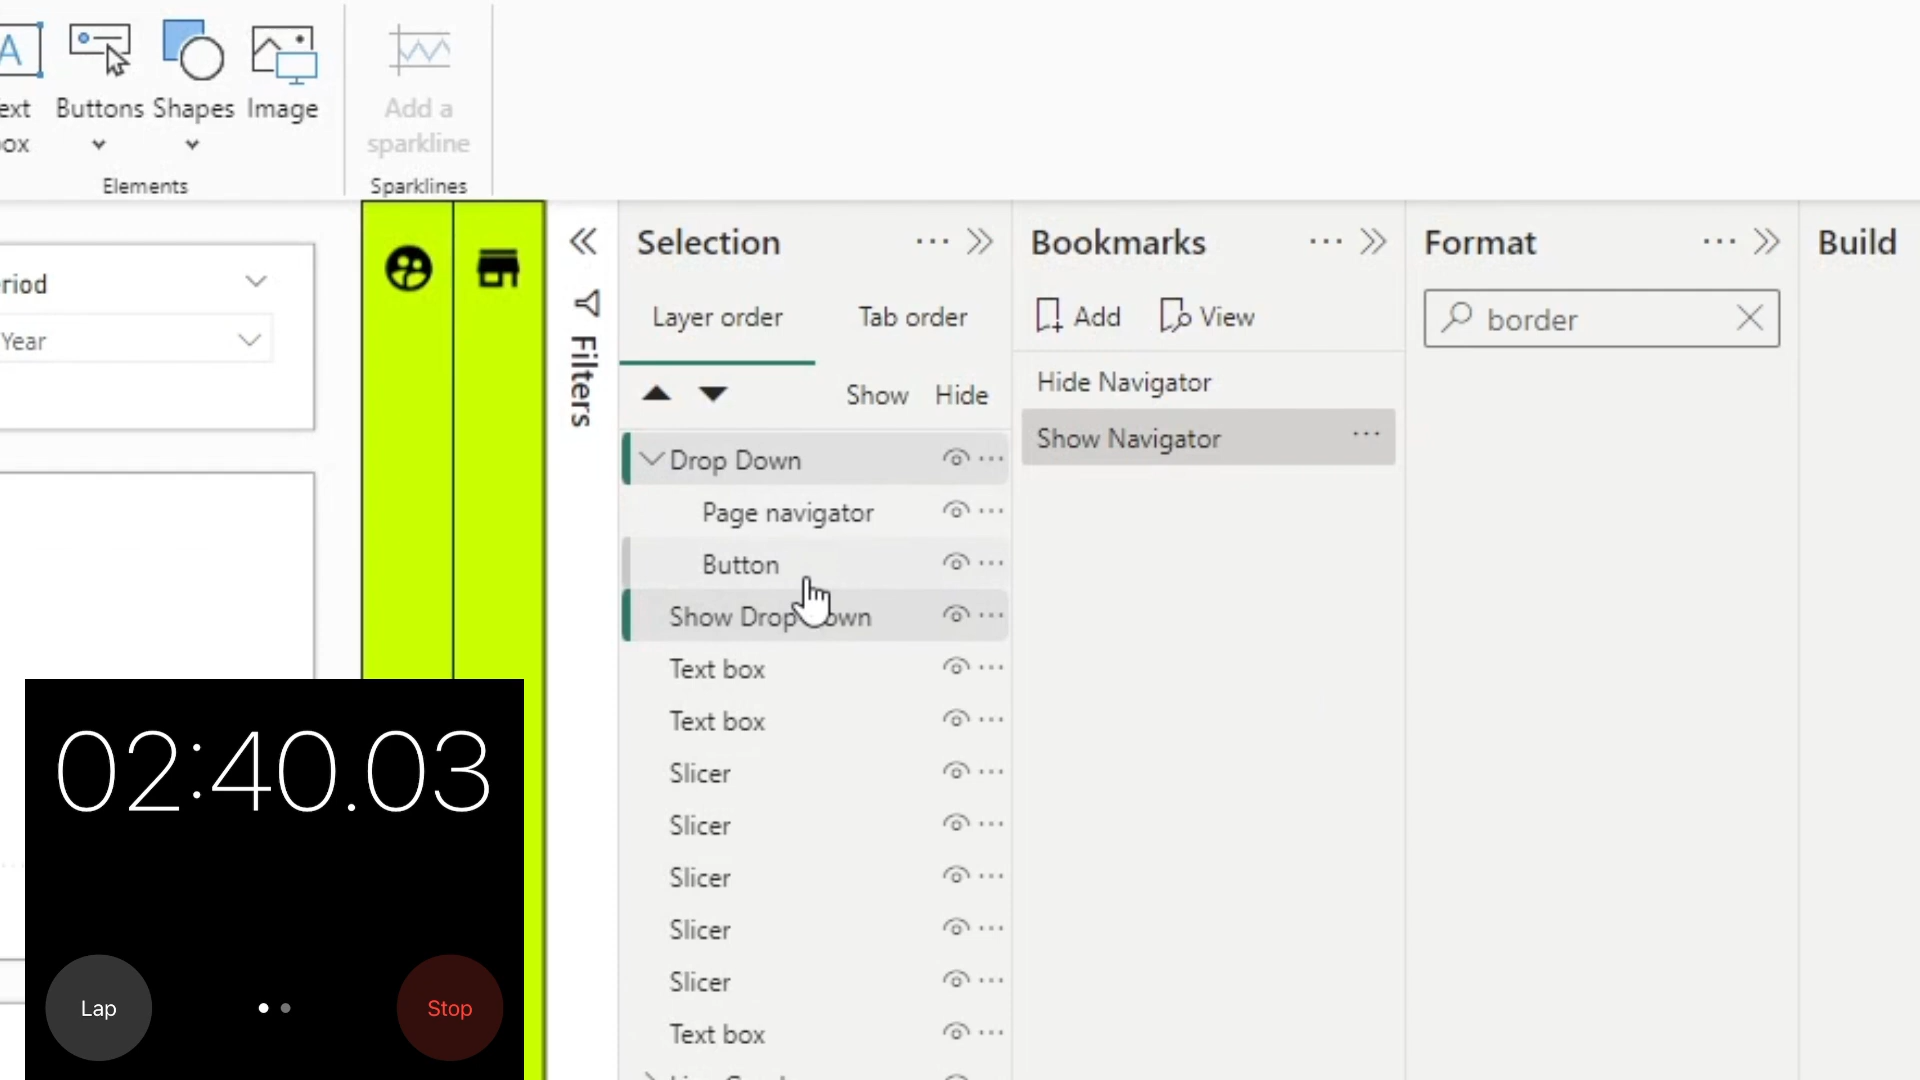 A
ext
ox
Buttons
Shapes
Image
Elements
Add a
sparkline
Sparklines
riod
Year
Filters
Selection
Layer order
Tab order
Show
Hide
Drop Down
Page navigator
Button
Show Drop own
Text box
Text box
Slicer
Slicer
Slicer
Slicer
Slicer
Text box
Bookmarks
Add
View
Hide Navigator
Show Navigator
Format
border
Build
02:40.03
Lap
Stop